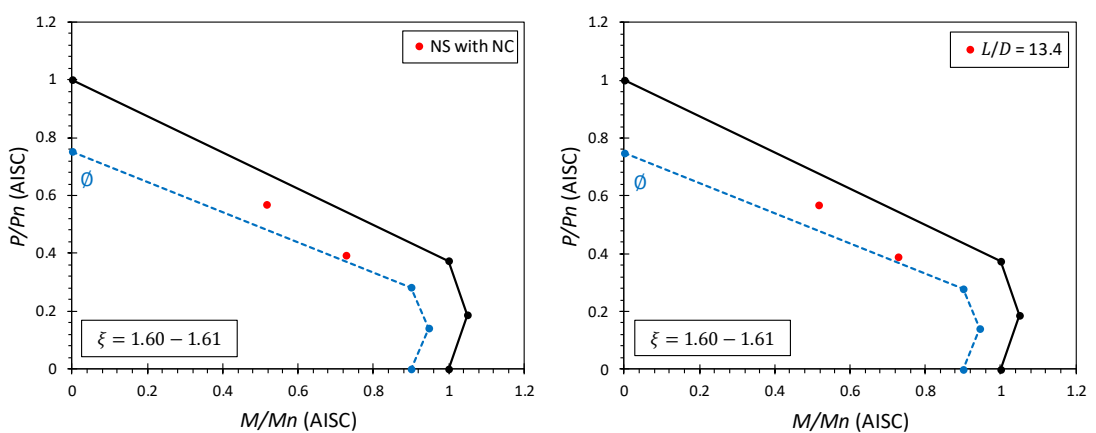 1.2
1
0.8
0.6
0.4
0.2
0
P/Pn (AISC)
NS with NC
∅
ξ = 1.60 − 1.61
0 0.2 0.4 0.6 0.8 1 1.2
M/Mn (AISC)
1.2
1
0.8
0.6
0.4
0.2
0
P/Pn (AISC)
L/D = 13.4
∅
ξ = 1.60 − 1.61
0 0.2 0.4 0.6 0.8 1 1.2
M/Mn (AISC)